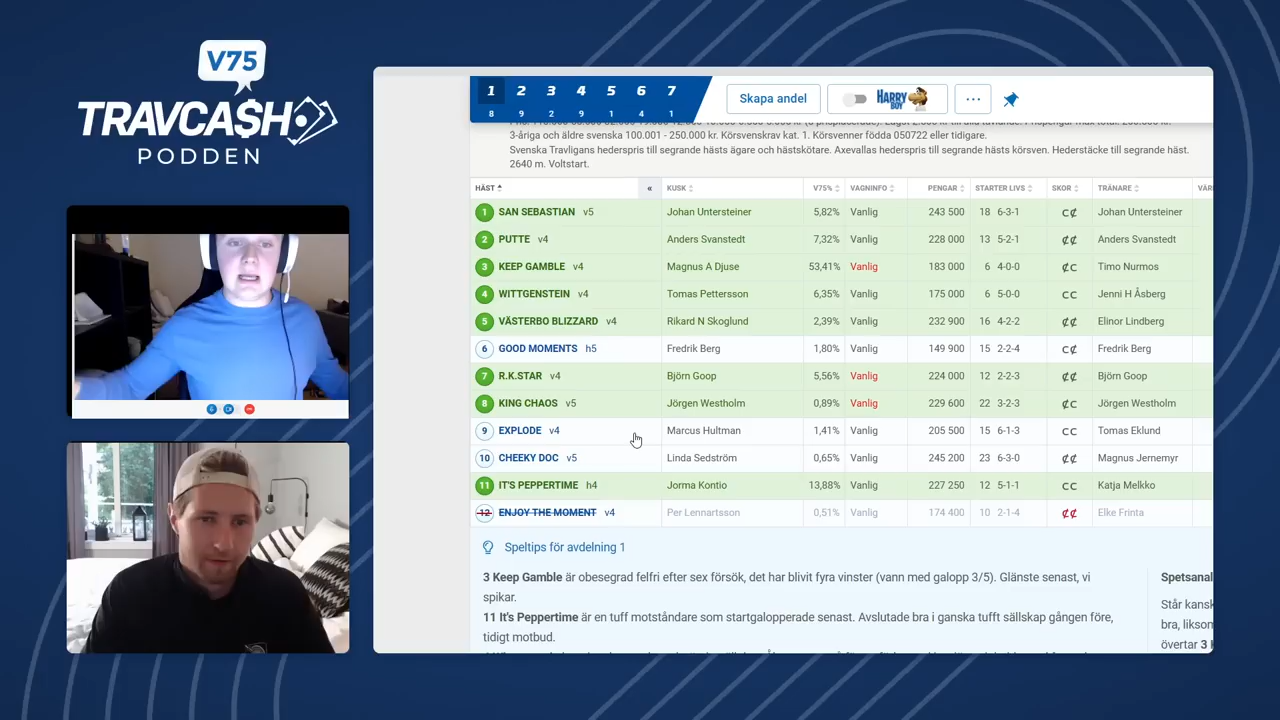 V75
TRAVCA$H
PODDEN
1 2 3 4 5 6 7
8 9 2 9 1 4 1
Skapa andel
HARRY BOY
...
3-åriga och äldre svenska 100.001 - 250.000 kr. Körsvenskrav kat. 1. Körsvenner födda 050722 eller tidigare.
Svenska Travligans hederspris till segrande hästs ägare och hästskötare. Axevallas hederspris till segrande hästs körsven. Hederstäcke till segrande häst.
2640 m. Voltstart.
HÄST « KUSK V75% VAGNINFO PENGAR STARTER LIVS SKOR TRÄNARE
1 SAN SEBASTIAN v5 Johan Untersteiner 5,82% Vanlig 243 500 18 6-3-1 C₵ Johan Untersteiner
2 PUTTE v4 Anders Svanstedt 7,32% Vanlig 228 000 13 5-2-1 ₵₵ Anders Svanstedt
3 KEEP GAMBLE v4 Magnus A Djuse 53,41% Vanlig 183 000 6 4-0-0 ₵C Timo Nurmos
4 WITTGENSTEIN v4 Tomas Pettersson 6,35% Vanlig 175 000 6 5-0-0 CC Jenni H Åsberg
5 VÄSTERBO BLIZZARD v4 Rikard N Skoglund 2,39% Vanlig 232 900 16 4-2-2 ₵₵ Elinor Lindberg
6 GOOD MOMENTS h5 Fredrik Berg 1,80% Vanlig 149 900 15 2-2-4 C₵ Fredrik Berg
7 R.K.STAR v4 Björn Goop 5,56% Vanlig 224 000 12 2-2-3 ₵₵ Björn Goop
8 KING CHAOS v5 Jörgen Westholm 0,89% Vanlig 229 600 22 3-2-3 ₵C Jörgen Westholm
9 EXPLODE v4 Marcus Hultman 1,41% Vanlig 205 500 15 6-1-3 CC Tomas Eklund
10 CHEEKY DOC v5 Linda Sedström 0,65% Vanlig 245 200 23 6-3-0 ₵₵ Magnus Jernemyr
11 IT'S PEPPERTIME h4 Jorma Kontio 13,88% Vanlig 227 250 12 5-1-1 CC Katja Melkko
12 ENJOY THE MOMENT v4 Per Lennartsson 0,51% Vanlig 174 400 10 2-1-4 ₵₵ Elke Frinta
Speltips för avdelning 1
3 Keep Gamble är obesegrad felfri efter sex försök, det har blivit fyra vinster (vann med galopp 3/5). Glänste senast, vi
spikar.
11 It's Peppertime är en tuff motståndare som startgalopperade senast. Avslutade bra i ganska tufft sällskap gången före,
tidigt motbud.
Spetsanal
Står kansk
bra, liksom
övertar 3